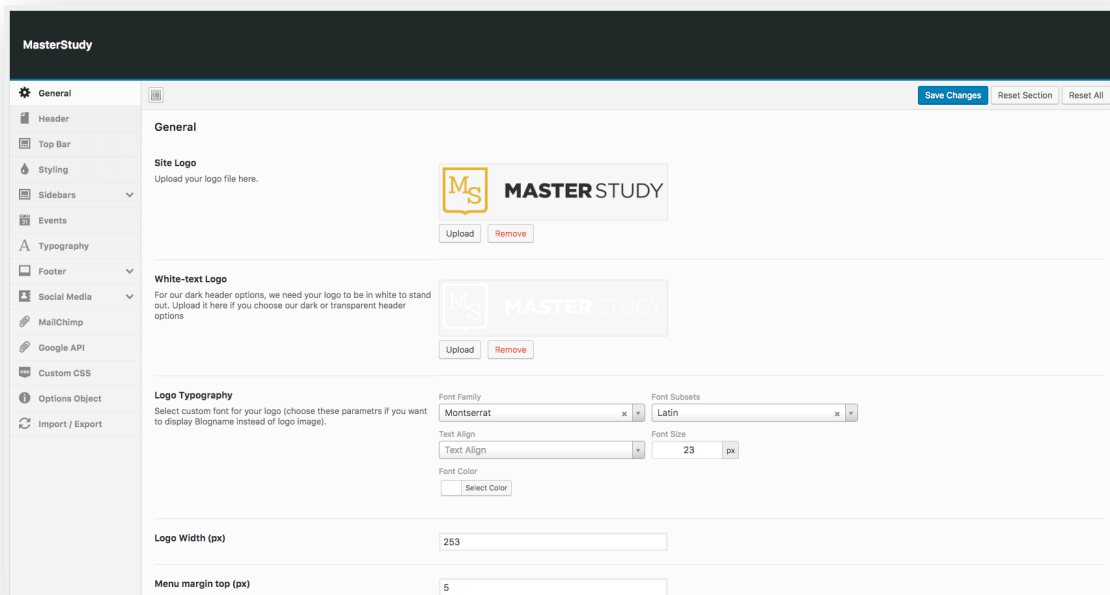 MasterStudy
General
Header
Top Bar
Styling
Sidebars
Events
Typography
Footer
Social Media
MailChimp
Google API
Custom CSS
Options Object
Import / Export
Save Changes
Reset Section
Reset All
General
Site Logo
Upload your logo file here.
MS MASTERSTUDY
Upload
Remove
White-text Logo
For our dark header options, we need your logo to be in white to stand
out. Upload it here if you choose our dark or transparent header
options
MS MASTERSTUDY
Upload
Remove
Logo Typography
Select custom font for your logo (choose these parametrs if you want
to display Blogname instead of logo image).
Font Family
Font Subsets
Montserrat
Latin
Text Align
Font Size
Text Align
23 px
Font Color
Select Color
Logo Width (px)
253
Menu margin top (px)
5